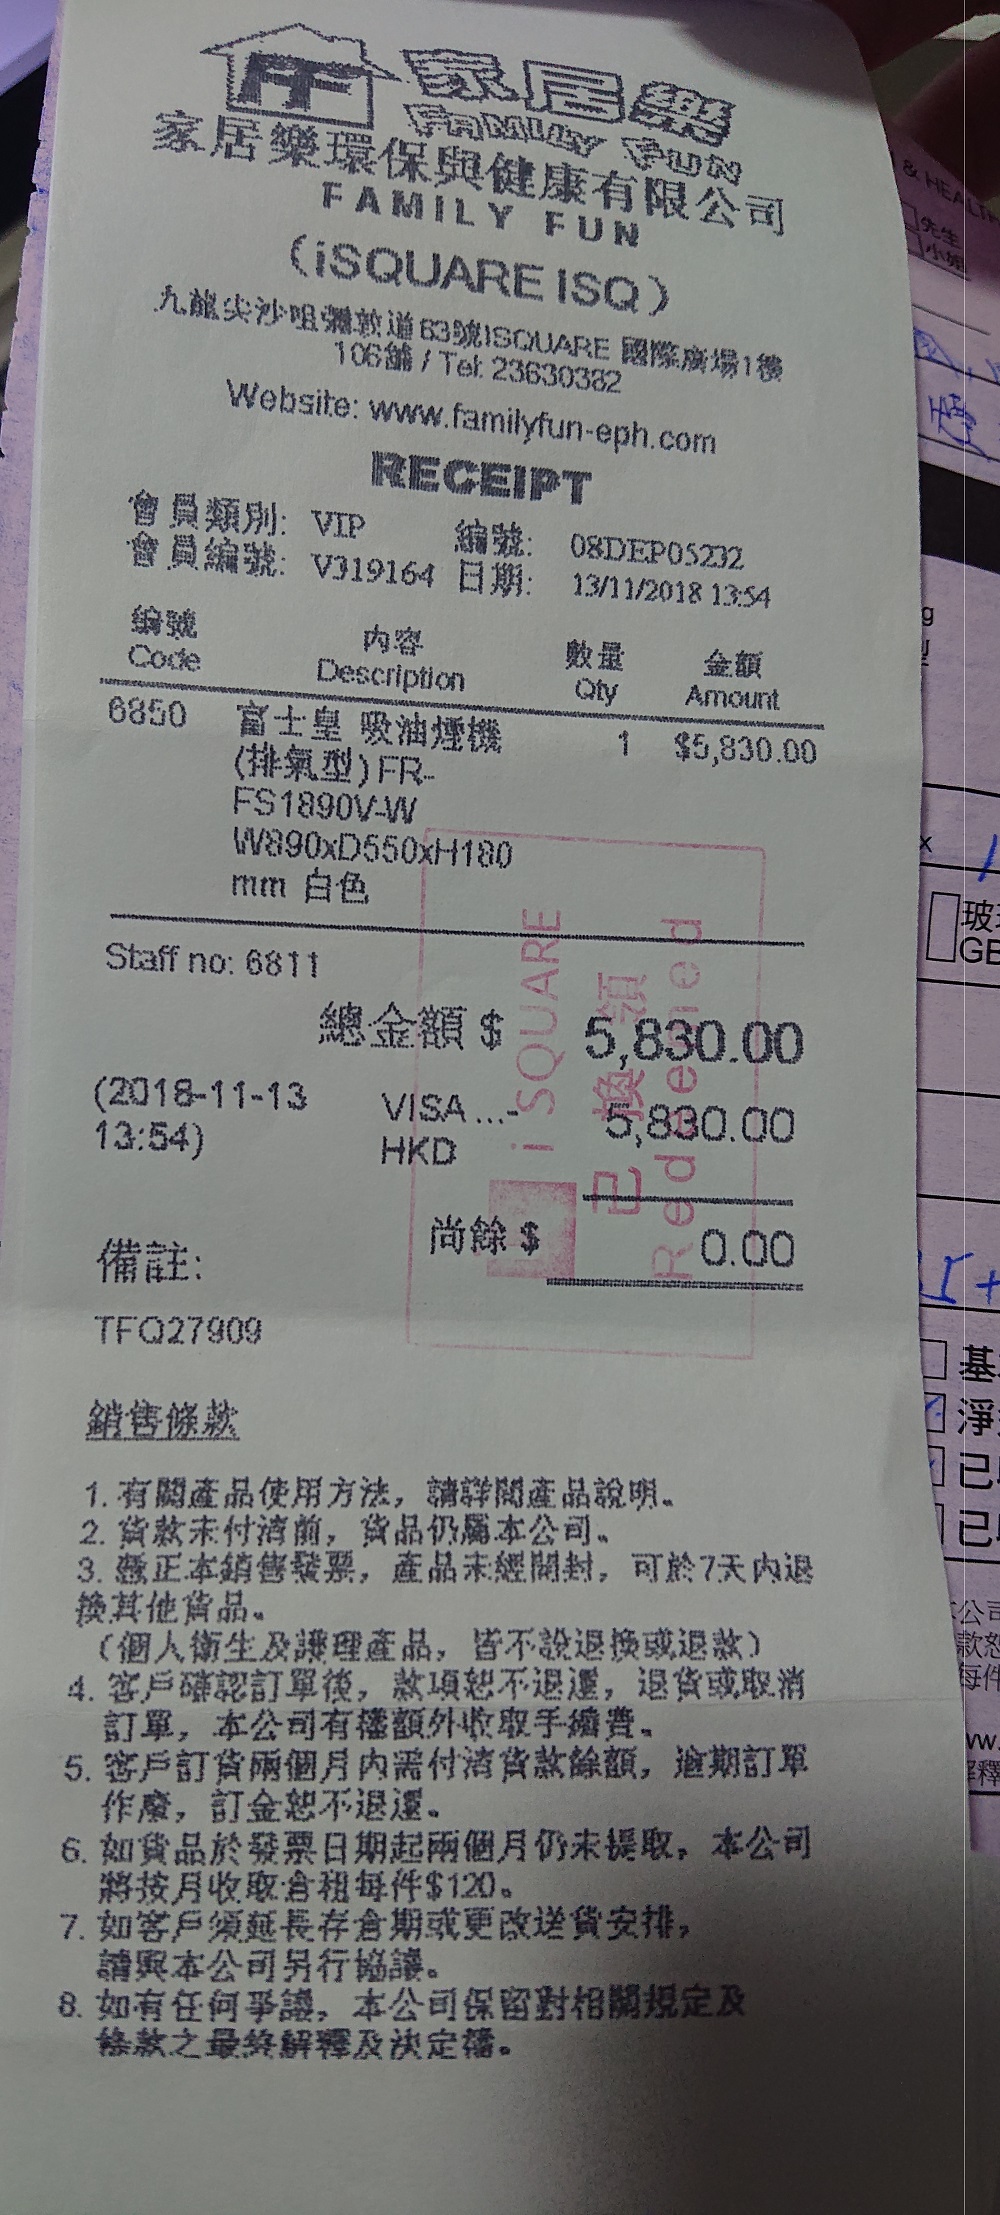 家居樂
FAMILY FUN
家居樂環保與健康有限公司
FAMILY FUN
(iSQUARE ISQ)
九龍尖沙咀彌敦道63號ISQUARE 國際廣場1樓
106舖 / Tel: 23630382
Website: www.familyfun-eph.com
RECEIPT
會員類別: VIP 編號: 08DEP05232
會員編號: V319164 日期: 13/11/2018 13:54
編號 內容 數量 金額
Code Description Qty Amount
6850 富士皇 吸油煙機 1 $5,830.00
(排氣型) FR-
FS1890V-W
W890xD550xH180
mm 白色
Staff no: 6811
總金額 $ 5,830.00
(2018-11-13 VISA ...- 5,830.00
13:54) HKD
尚餘 $ 0.00
備註:
TFQ27909
iSQUARE
已換領
Redeemed
銷售條款
1. 有關產品使用方法，請詳閱產品說明。
2. 貨款未付清前，貨品仍屬本公司。
3. 憑正本銷售發票，產品未經開封，可於7天內退
換其他貨品。
（個人衛生及護理產品，皆不設退換或退款）
4. 客戶確認訂單後，款項恕不退還，退貨或取消
訂單，本公司有權額外收取手續費。
5. 客戶訂貨兩個月內需付清貨款餘額，逾期訂單
作廢，訂金恕不退還。
6. 如貨品於發票日期起兩個月仍未提取，本公司
將按月收取倉租每件$120。
7. 如客戶須延長存倉期或更改送貨安排，
請與本公司另行協議。
8. 如有任何爭議，本公司保留對相關規定及
條款之最終解釋及決定權。
& HEALTH
先生
小姐